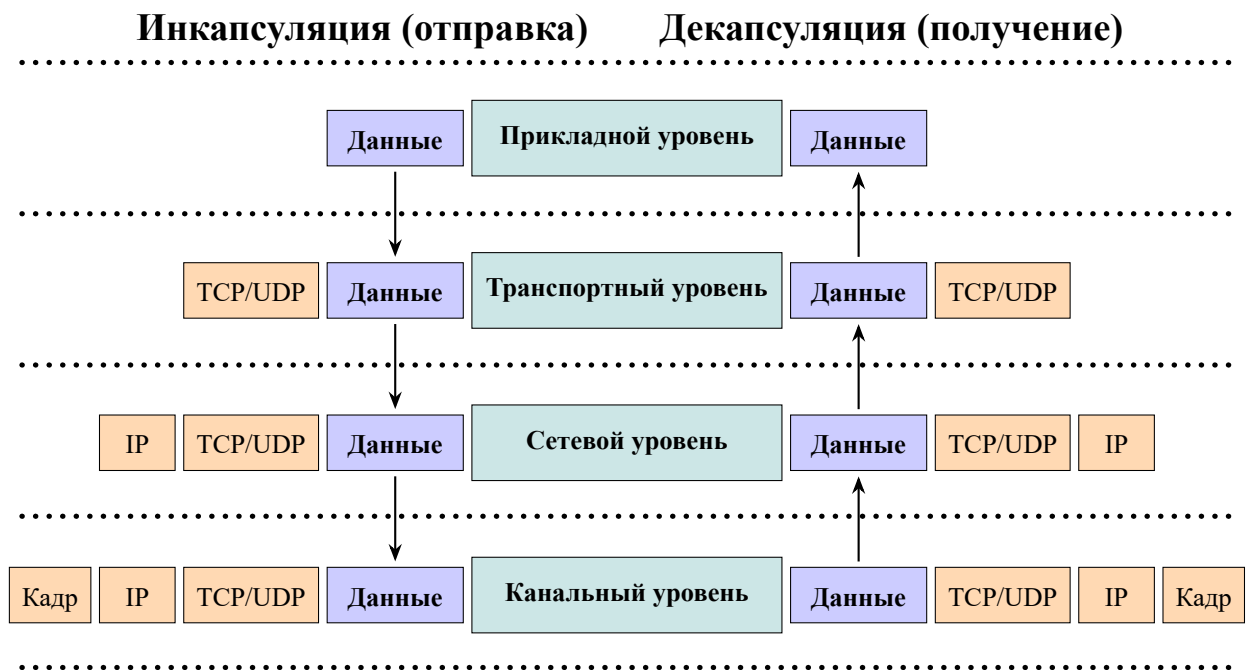 Инкапсуляция (отправка) Декапсуляция (получение)
Данные Прикладной уровень Данные
TCP/UDP Данные Транспортный уровень Данные TCP/UDP
IP TCP/UDP Данные Сетевой уровень Данные TCP/UDP IP
Кадр IP TCP/UDP Данные Канальный уровень Данные TCP/UDP IP Кадр